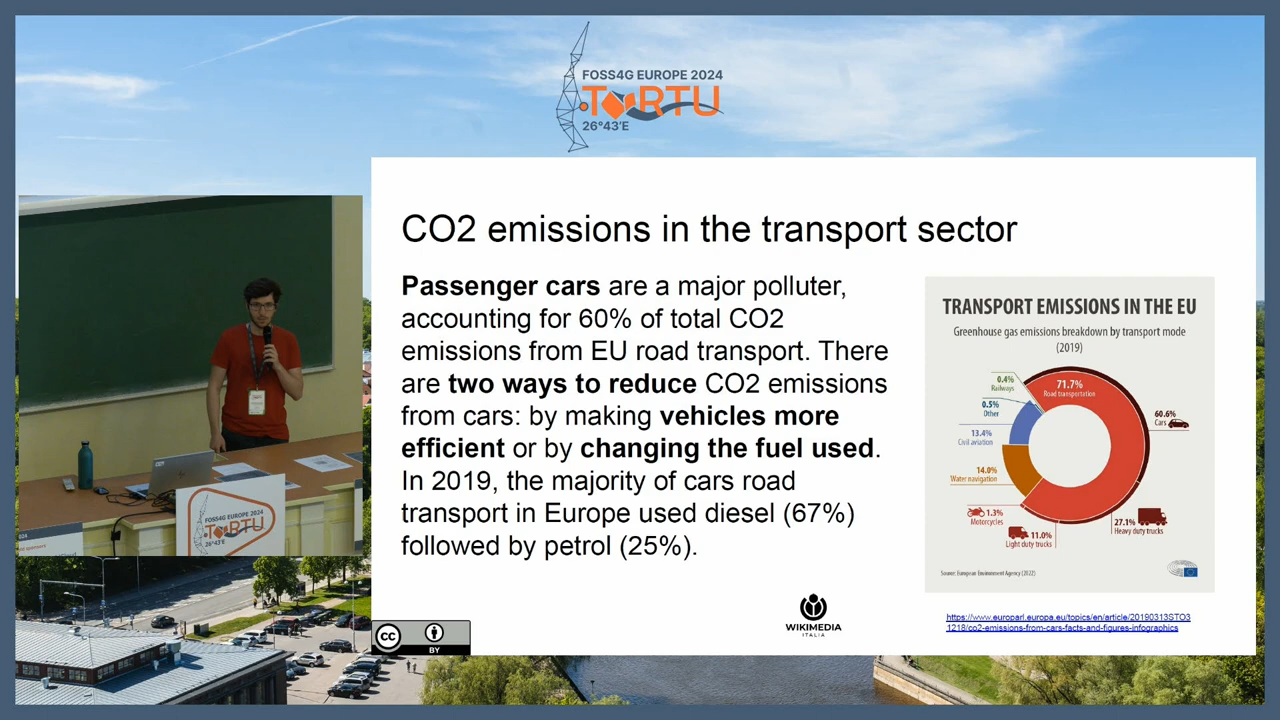 FOSS4G EUROPE 2024
TORTU
26°43'E
CO2 emissions in the transport sector
Passenger cars are a major polluter,
accounting for 60% of total CO2
emissions from EU road transport. There
are two ways to reduce CO2 emissions
from cars: by making vehicles more
efficient or by changing the fuel used.
In 2019, the majority of cars road
transport in Europe used diesel (67%)
followed by petrol (25%).
TRANSPORT EMISSIONS IN THE EU
Greenhouse gas emissions breakdown by transport mode
(2019)
0.4%
Railways
71.7%
Road transportation
0.5%
Other
60.6%
Cars
13.4%
Civil aviation
14.0%
Water navigation
1.3%
Motorcycles
27.1%
Heavy duty trucks
11.0%
Light duty trucks
Source: European Environment Agency (2022)
https://www.europarl.europa.eu/topics/en/article/20190313STO3
1218/co2-emissions-from-cars-facts-and-figures-infographics
WIKIMEDIA
ITALIA
CC
BY
FOSS4G EUROPE 2024
TORTU
26°43'E
024